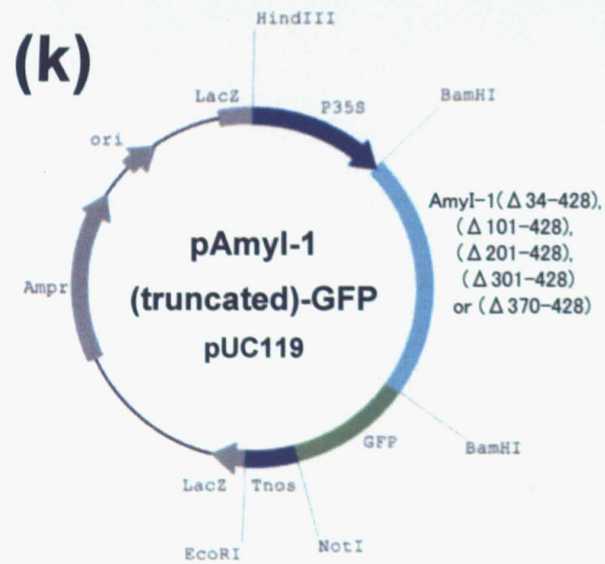 (k)
HindIII
LacZ
P35S
BamHI
ori
AmyI-1(Δ34-428),
(Δ101-428),
(Δ201-428),
(Δ301-428)
or (Δ370-428)
pAmyI-1
(truncated)-GFP
pUC119
Ampr
GFP
BamHI
LacZ
Tnos
NotI
EcoRI